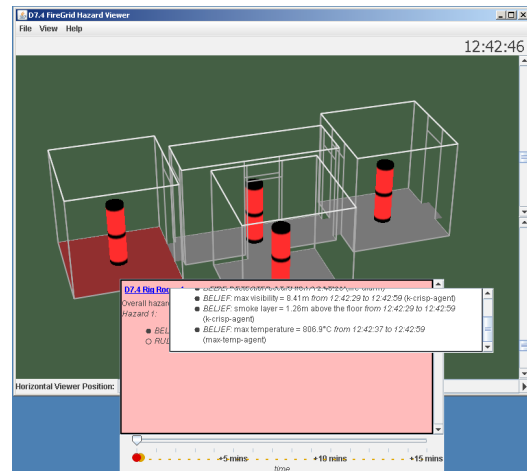 D7.4 FireGrid Hazard Viewer
File View Help
12:42:46
D7.4 Rig Ro
Overall hazar
Hazard 1:
BEL
RUL
BELIEF: max visibility = 8.41m from 12:42:29 to 12:42:59 (k-crisp-agent)
BELIEF: smoke layer = 1.26m above the floor from 12:42:29 to 12:42:59
(k-crisp-agent)
BELIEF: max temperature = 806.9°C from 12:42:37 to 12:42:59
(max-temp-agent)
Horizontal Viewer Position:
+5 mins +10 mins +15 mins
time